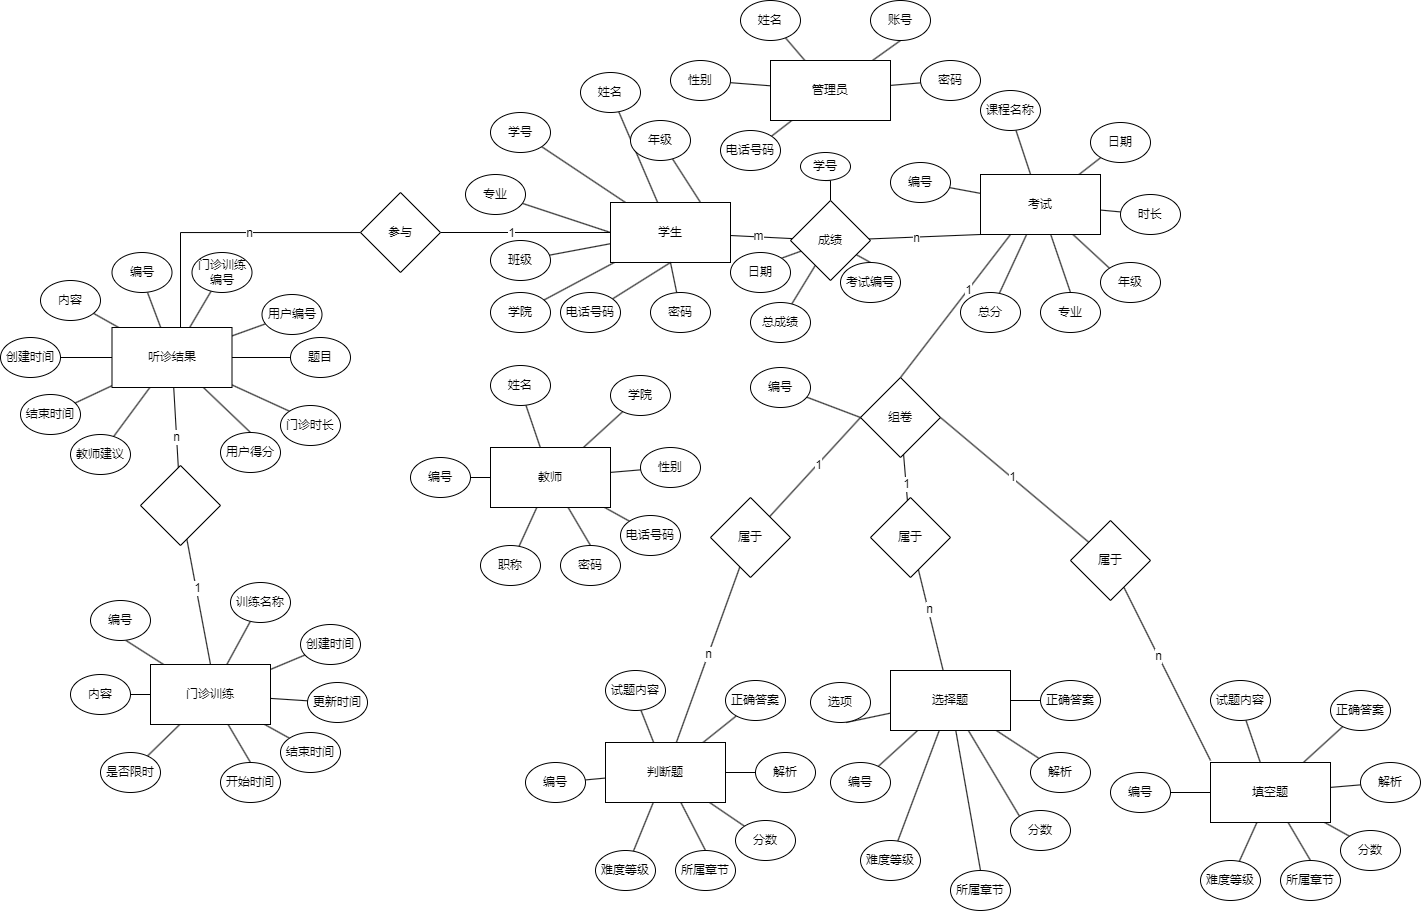 姓名
账号
性别
管理员
密码
电话号码
姓名
学号
年级
专业
学生
班级
学院
电话号码
密码
参与
n
1
m
学号
成绩
n
日期
总成绩
考试编号
课程名称
日期
编号
考试
时长
年级
总分
专业
1
编号
门诊训练
编号
内容
用户编号
创建时间
听诊结果
题目
结束时间
门诊时长
教师建议
用户得分
n
1
姓名
学院
编号
教师
性别
电话号码
职称
密码
编号
组卷
1
1
1
属于
属于
属于
n
n
n
编号
训练名称
创建时间
内容
门诊训练
更新时间
结束时间
是否限时
开始时间
试题内容
正确答案
编号
判断题
解析
分数
难度等级
所属章节
选项
选择题
正确答案
编号
解析
分数
难度等级
所属章节
试题内容
正确答案
编号
填空题
解析
分数
难度等级
所属章节